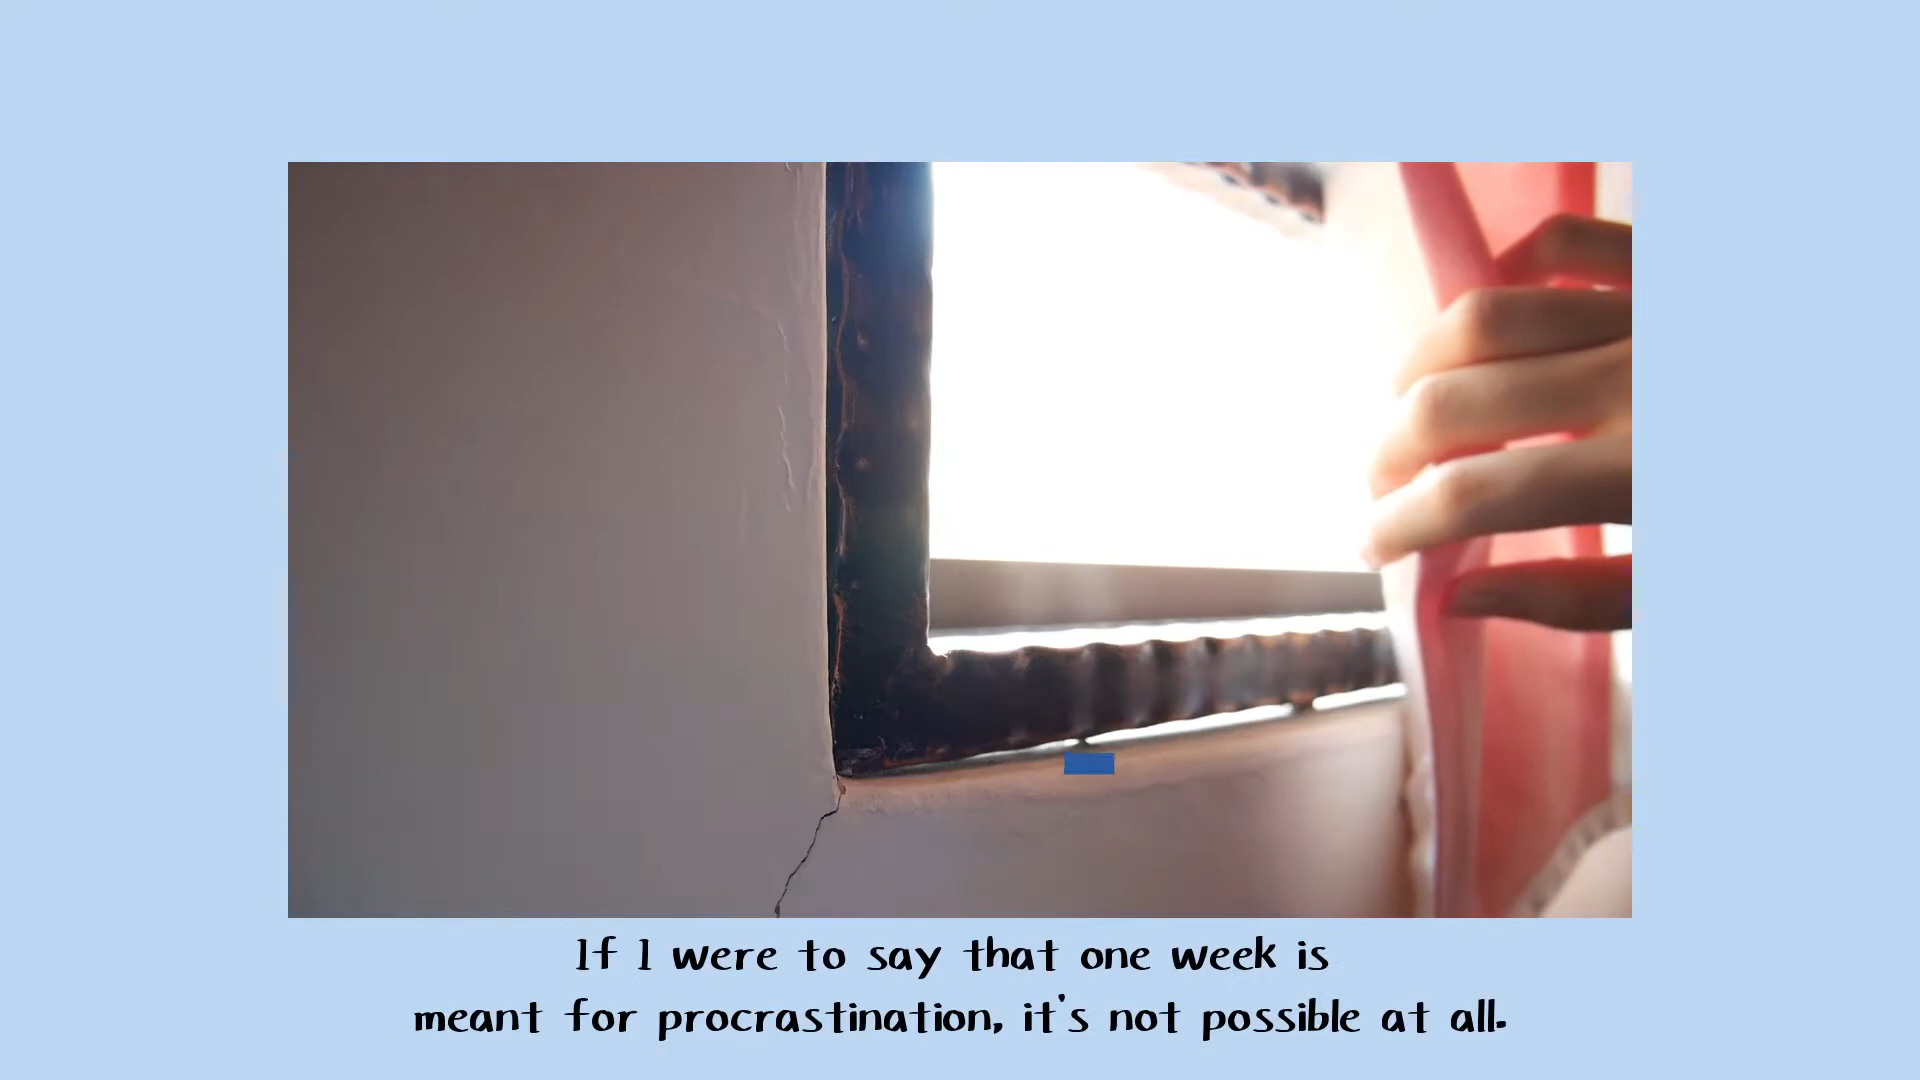 If I were to say that one week is
meant for procrastination, it's not possible at all.